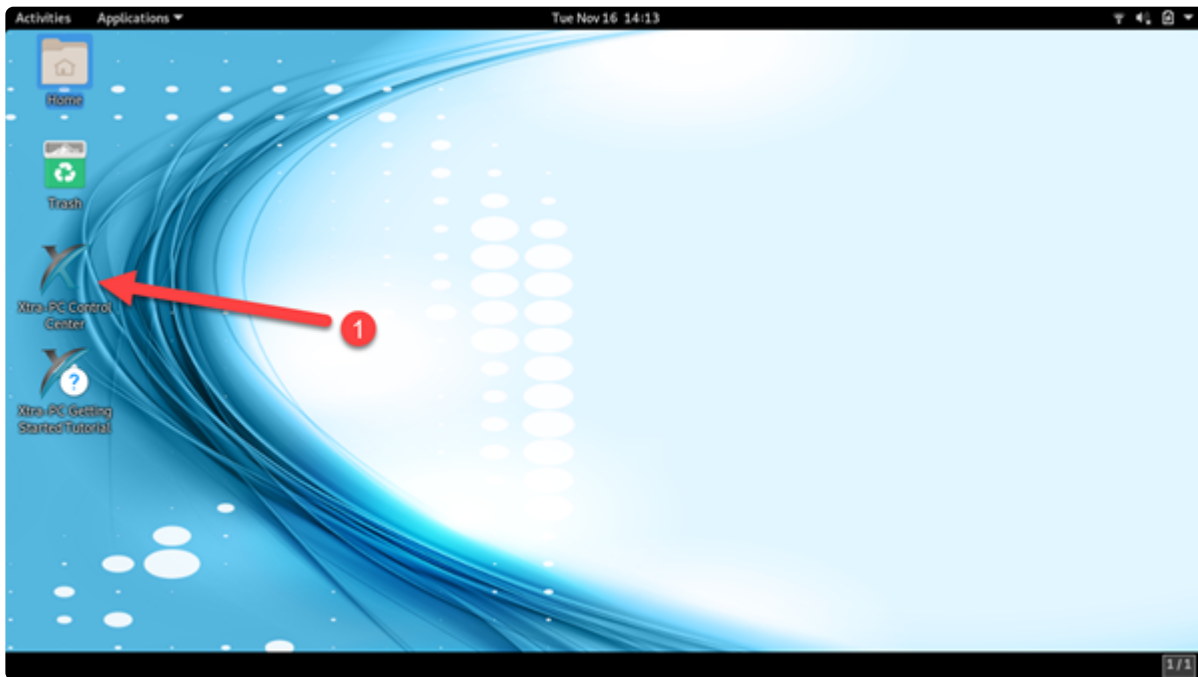 Activities Applications Tue Nov 16 14:13
Home
Trash
Xtra-PC Control
Center
1
?
Xtra-PC Getting
Started Tutorial
1/1